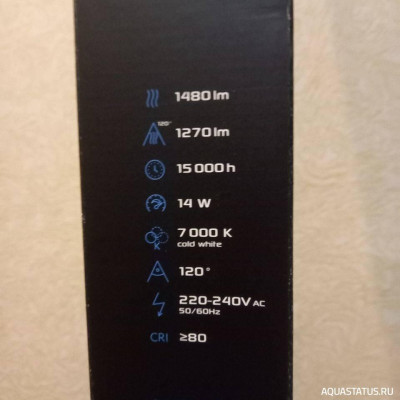 1480 lm
120°
1270 lm
15 000 h
14 W
7 000 K
cold white
K
120°
220-240V AC
50/60Hz
CRI ≥80
AQUASTATUS.RU